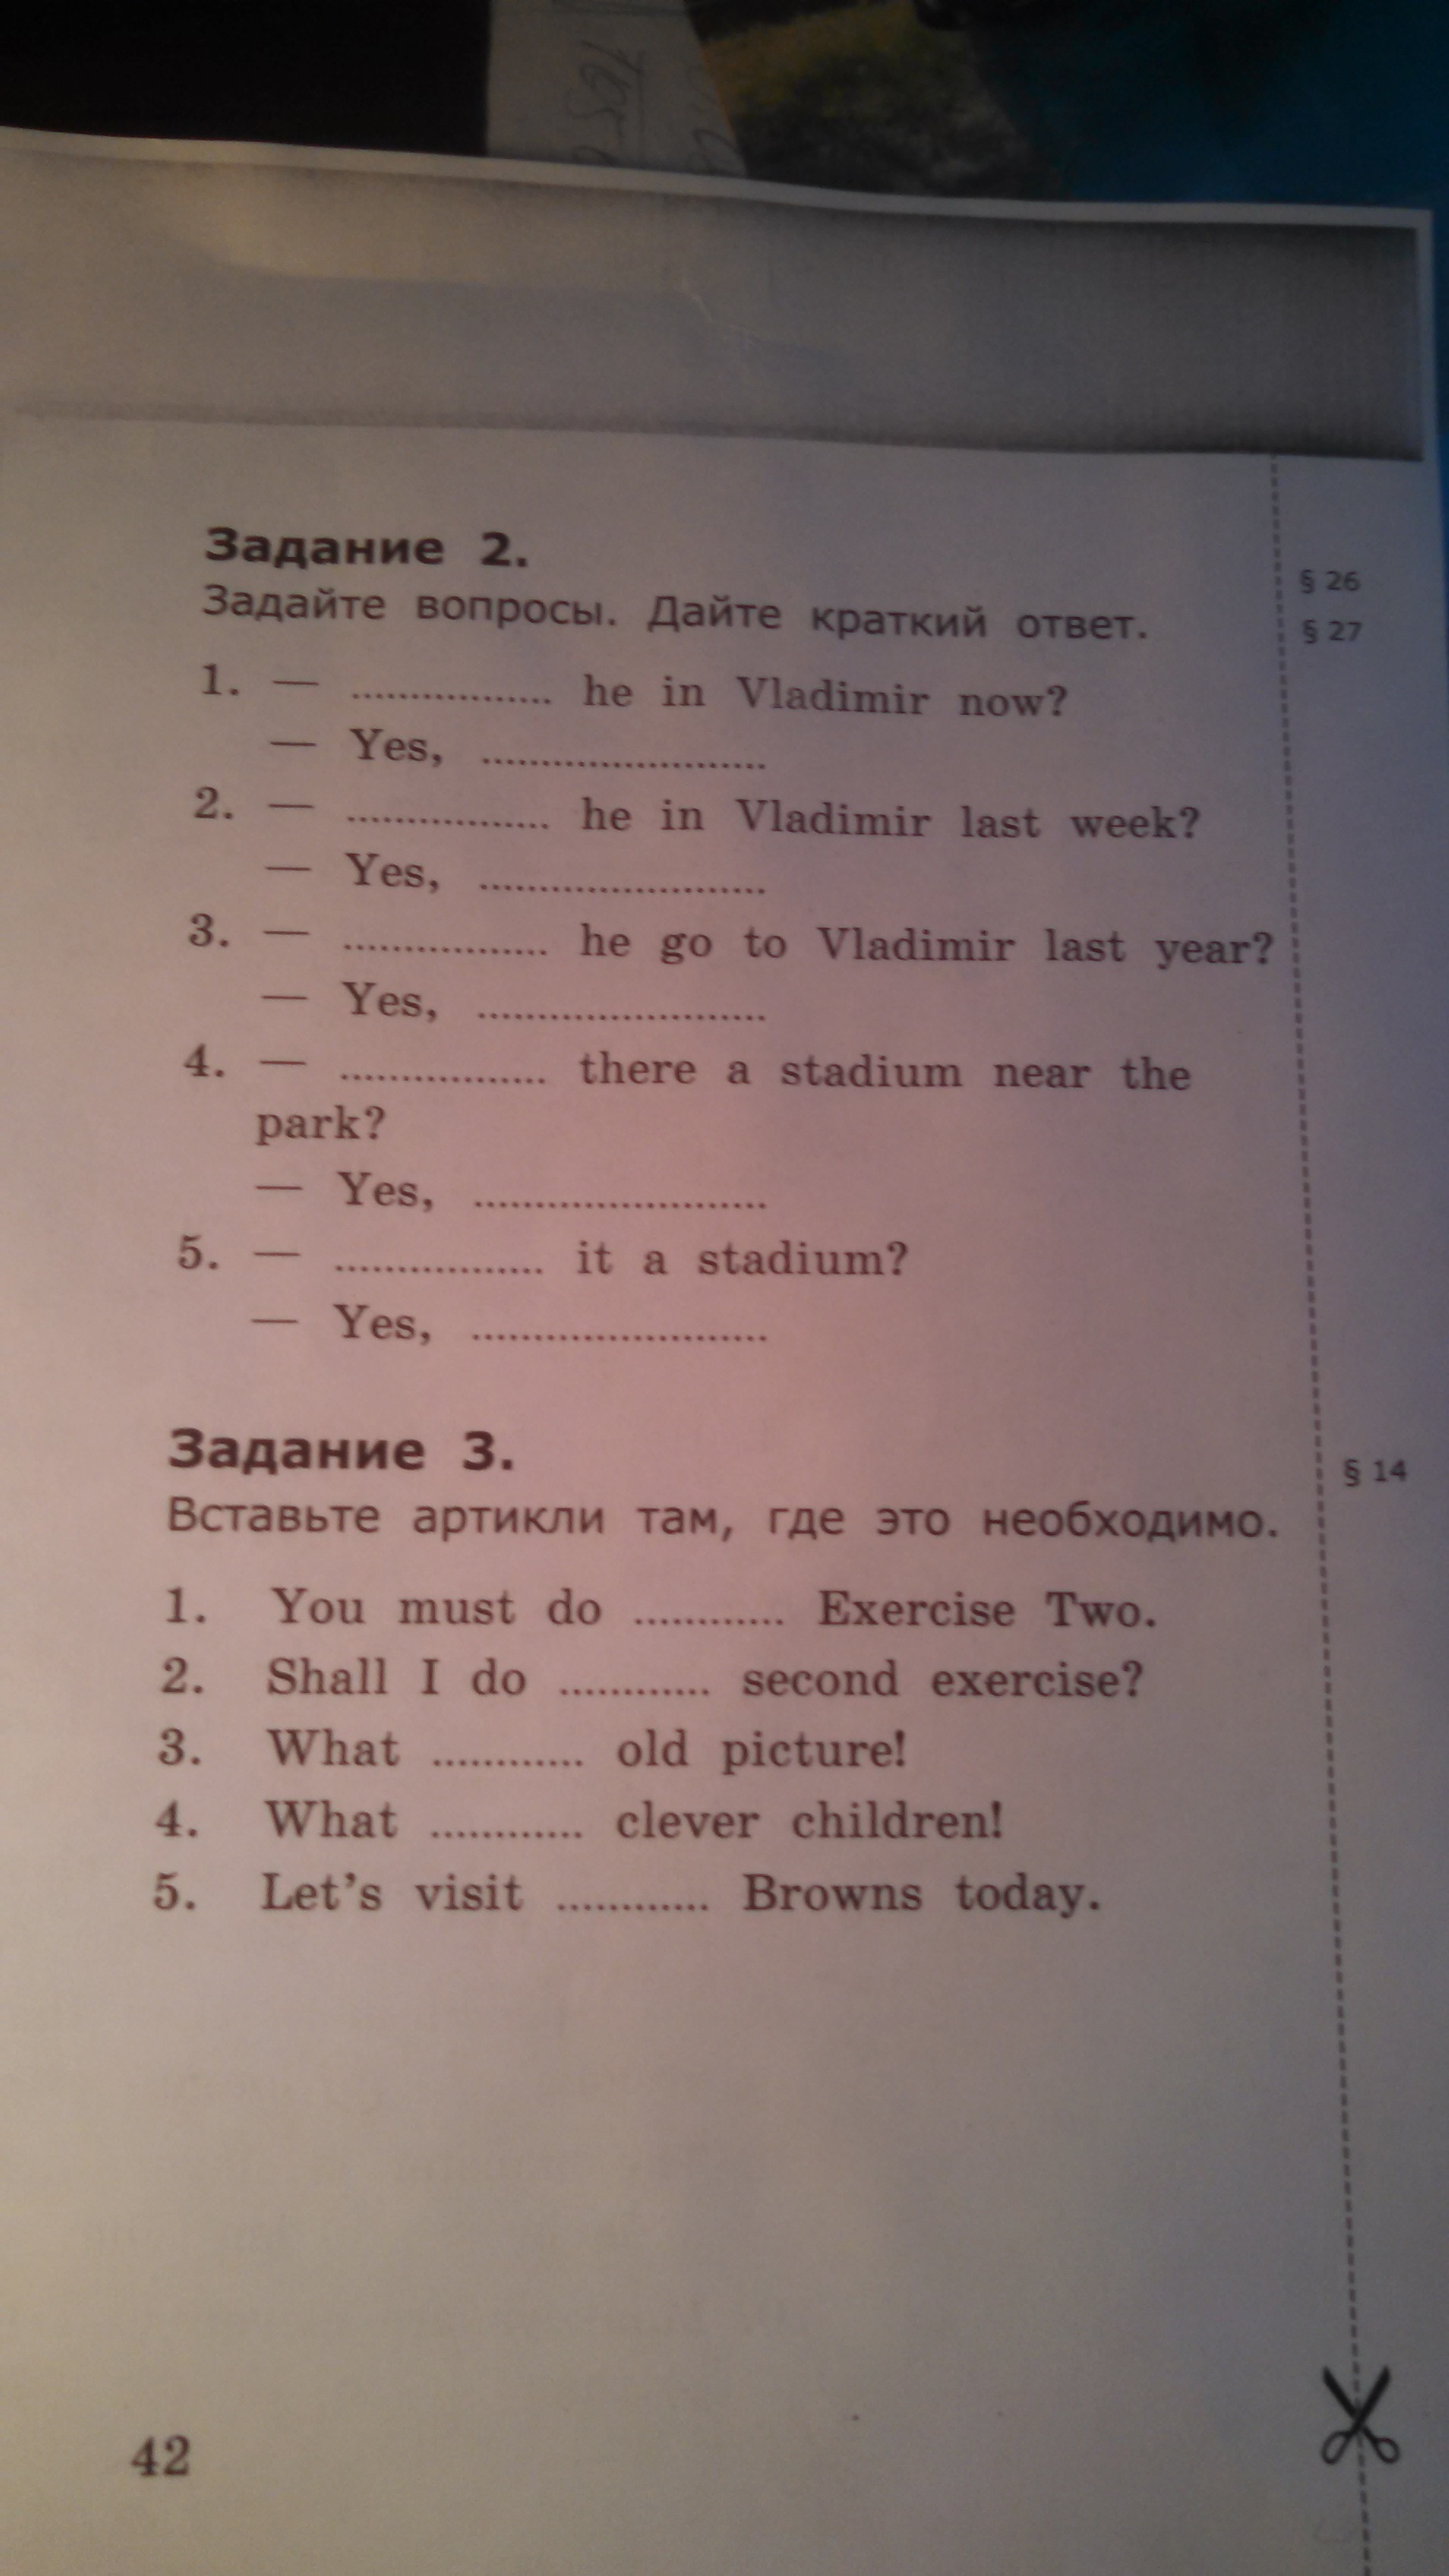 Задание 2.
§ 26
Задайте вопросы. Дайте краткий ответ.
§ 27
1. — ................. he in Vladimir now?
— Yes, ........................
2. — ................. he in Vladimir last week?
— Yes, ........................
3. — ................. he go to Vladimir last year?
— Yes, ........................
4. — ................. there a stadium near the
park?
— Yes, ........................
5. — ................. it a stadium?
— Yes, ........................
Задание 3.
§ 14
Вставьте артикли там, где это необходимо.
1. You must do ............ Exercise Two.
2. Shall I do ............ second exercise?
3. What ............ old picture!
4. What ............ clever children!
5. Let's visit ............ Browns today.
42